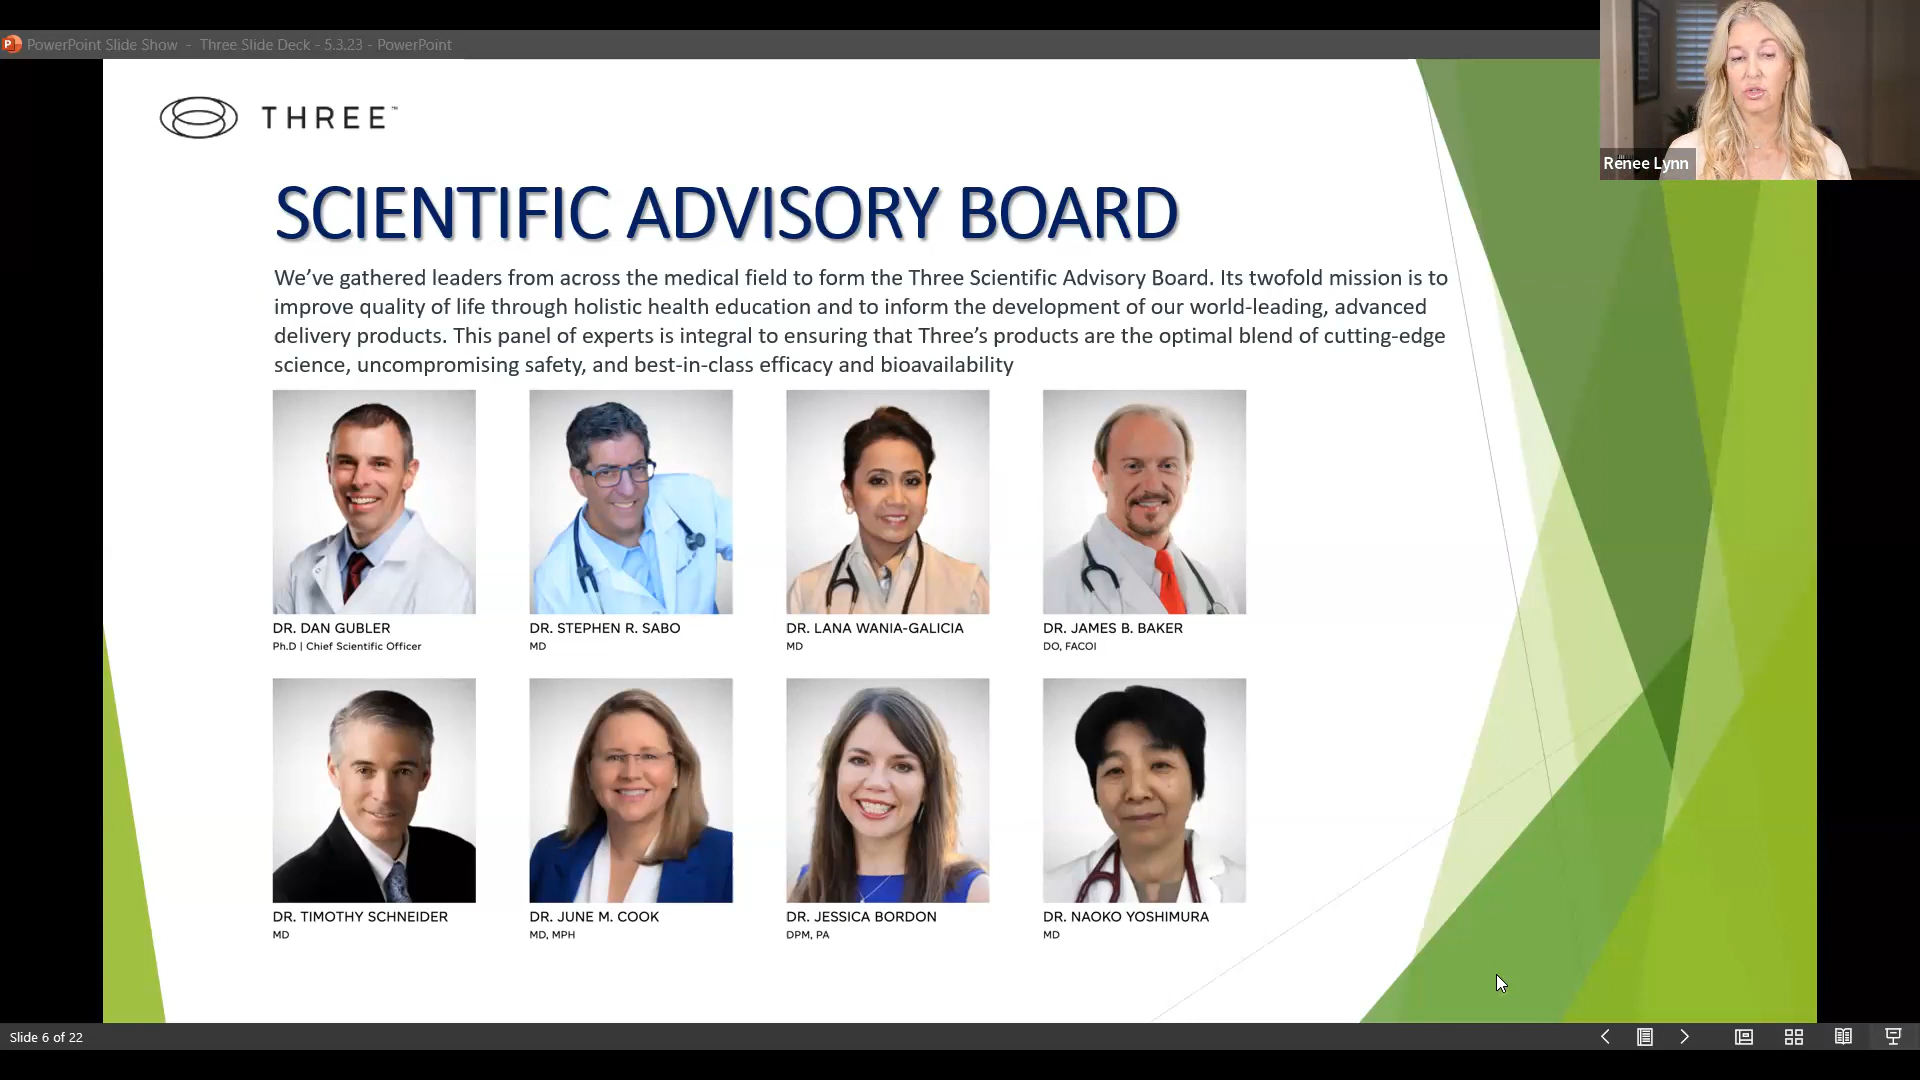 PowerPoint Slide Show - Three Slide Deck - 5.3.23 - PowerPoint
Renee Lynn
THREE™
SCIENTIFIC ADVISORY BOARD
We’ve gathered leaders from across the medical field to form the Three Scientific Advisory Board. Its twofold mission is to
improve quality of life through holistic health education and to inform the development of our world-leading, advanced
delivery products. This panel of experts is integral to ensuring that Three’s products are the optimal blend of cutting-edge
science, uncompromising safety, and best-in-class efficacy and bioavailability
DR. DAN GUBLER
Ph.D | Chief Scientific Officer
DR. STEPHEN R. SABO
MD
DR. LANA WANIA-GALICIA
MD
DR. JAMES B. BAKER
DO, FACOI
DR. TIMOTHY SCHNEIDER
MD
DR. JUNE M. COOK
MD, MPH
DR. JESSICA BORDON
DPM, PA
DR. NAOKO YOSHIMURA
MD
Slide 6 of 22